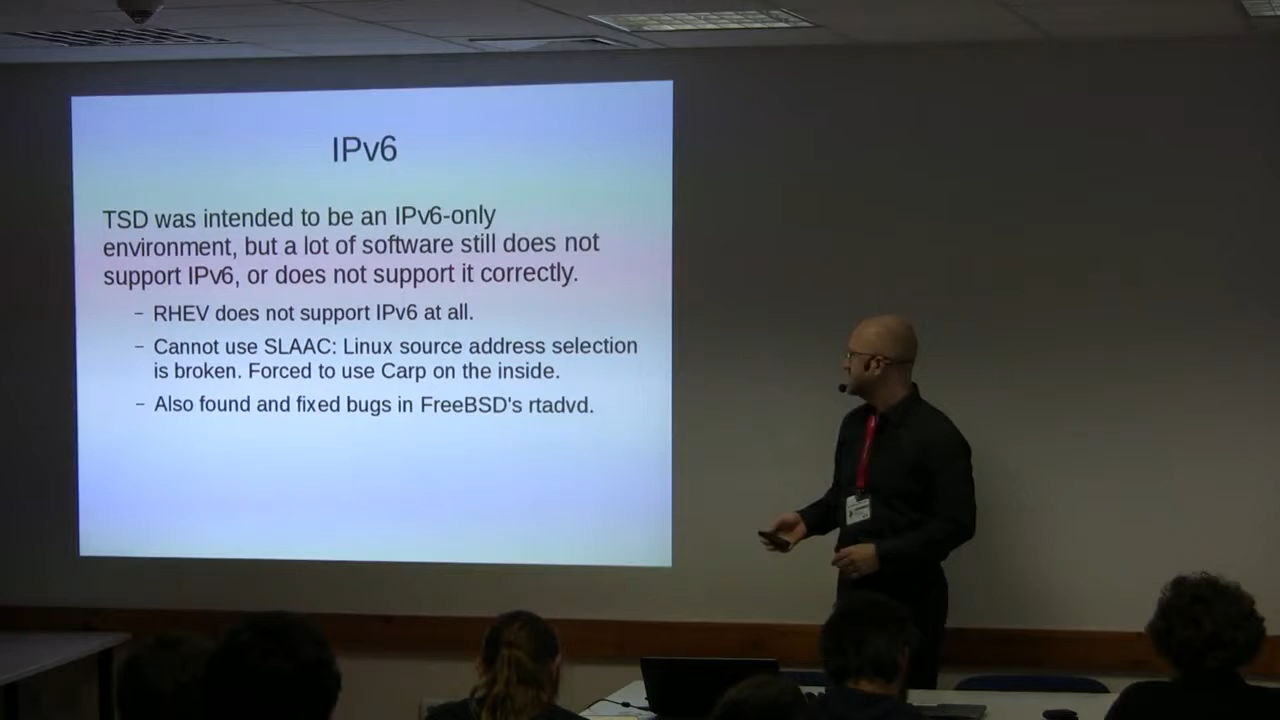 IPv6
TSD was intended to be an IPv6-only
environment, but a lot of software still does not
support IPv6, or does not support it correctly.
– RHEV does not support IPv6 at all.
– Cannot use SLAAC: Linux source address selection
is broken. Forced to use Carp on the inside.
– Also found and fixed bugs in FreeBSD's rtadvd.